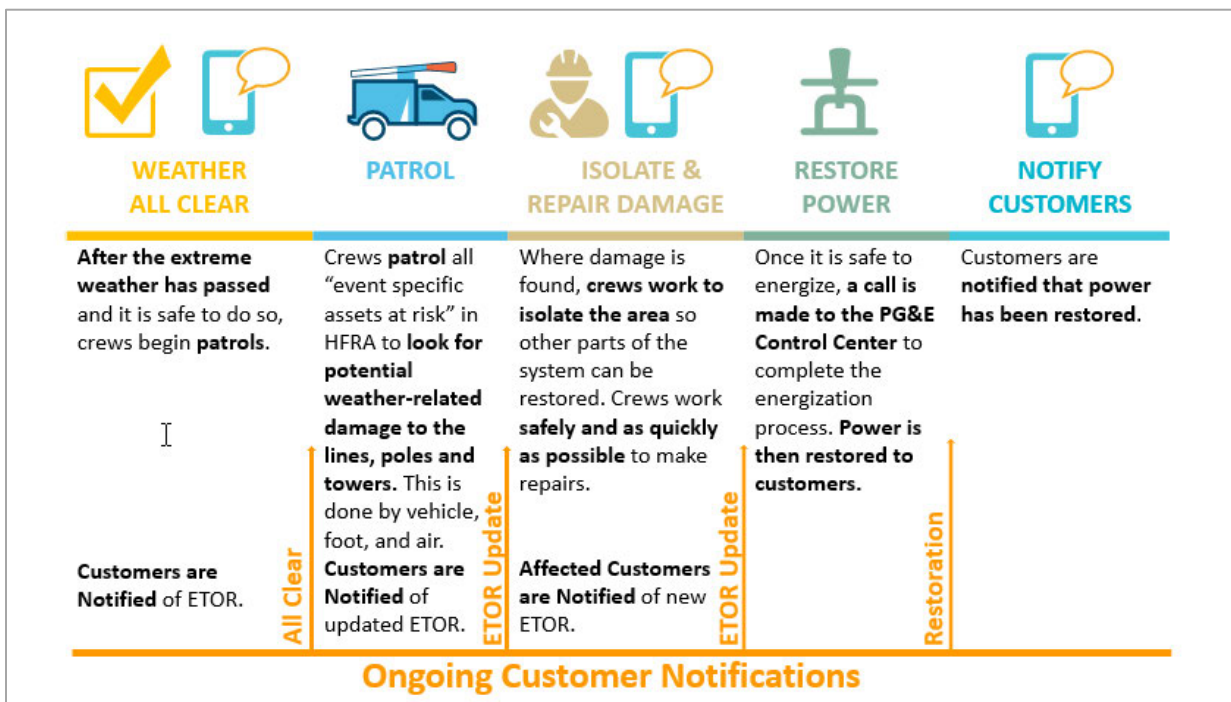 WEATHER
ALL CLEAR
After the extreme
weather has passed
and it is safe to do so,
crews begin patrols.
Customers are
Notified of ETOR.
All Clear
PATROL
Crews patrol all
“event specific
assets at risk” in
HFRA to look for
potential
weather-related
damage to the
lines, poles and
towers. This is
done by vehicle,
foot, and air.
Customers are
Notified of
updated ETOR.
ETOR Update
ISOLATE &
REPAIR DAMAGE
Where damage is
found, crews work to
isolate the area so
other parts of the
system can be
restored. Crews work
safely and as quickly
as possible to make
repairs.
Affected Customers
are Notified of new
ETOR.
ETOR Update
RESTORE
POWER
Once it is safe to
energize, a call is
made to the PG&E
Control Center to
complete the
energization
process. Power is
then restored to
customers.
Restoration
NOTIFY
CUSTOMERS
Customers are
notified that power
has been restored.
Ongoing Customer Notifications